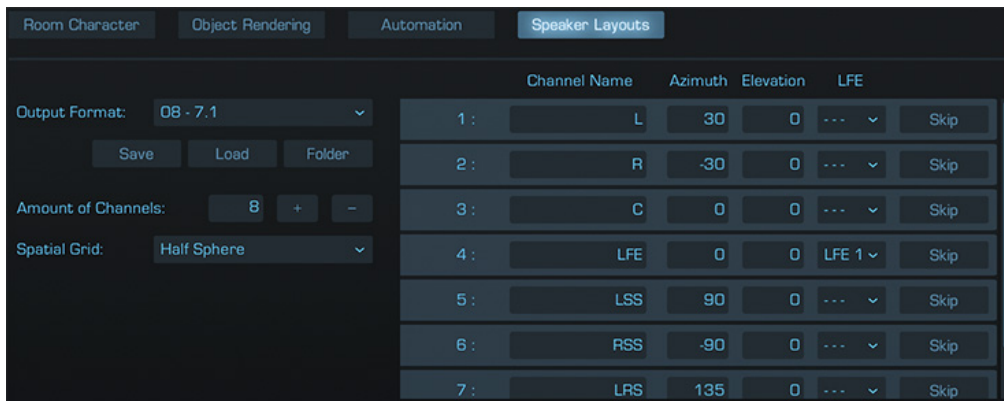 Room Character Object Rendering Automation Speaker Layouts
Channel Name Azimuth Elevation LFE
Output Format: 08 - 7.1
Save Load Folder
Amount of Channels: 8 + -
Spatial Grid: Half Sphere
1 : L 30 0 --- Skip
2 : R -30 0 --- Skip
3 : C 0 0 --- Skip
4 : LFE 0 0 LFE 1 Skip
5 : LSS 90 0 --- Skip
6 : RSS -90 0 --- Skip
7 : LRS 135 0 --- Skip